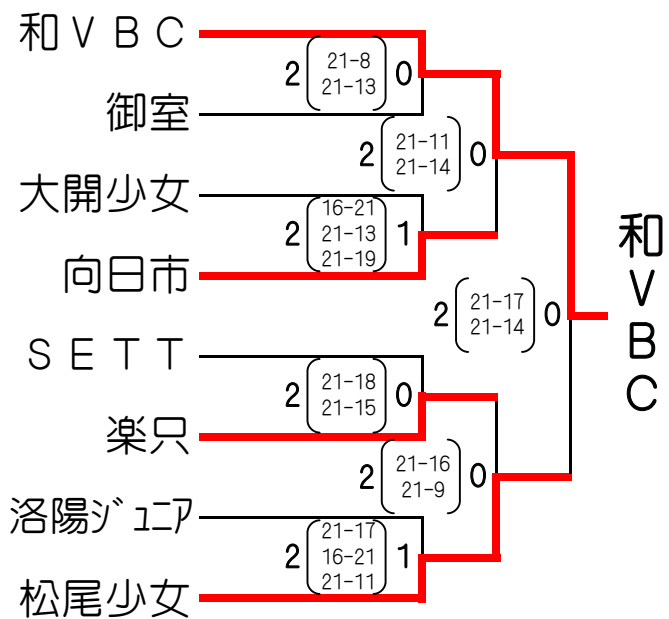 和ＶＢＣ
2 21-8 0
21-13
御室
2 21-11 0
21-14
大開少女
2 16-21 1
21-13
21-19
向日市
和ＶＢＣ
2 21-17 0
21-14
ＳＥＴＴ
2 21-18 0
21-15
楽只
2 21-16 0
21-9
洛陽ジュニア
2 21-17 1
16-21
21-11
松尾少女